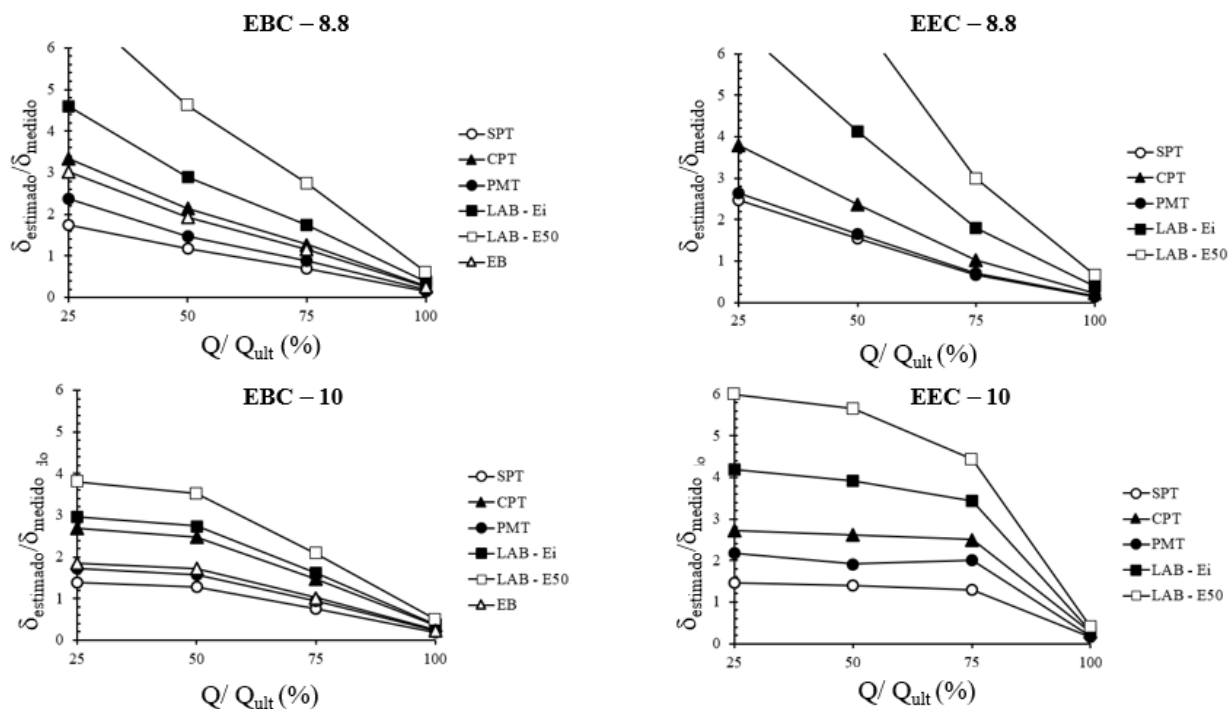 EBC – 8.8
6
5
4
3
2
1
0
δestimado/δmedido
25
50
75
100
Q/ Qult (%)
SPT
CPT
PMT
LAB - Ei
LAB - E50
EB
EEC – 8.8
6
5
4
3
2
1
0
δestimado/δmedido
25
50
75
100
Q/ Qult (%)
SPT
CPT
PMT
LAB - Ei
LAB - E50
EBC – 10
6
5
4
3
2
1
0
δestimado/δmedido
25
50
75
100
Q/ Qult (%)
SPT
CPT
PMT
LAB - Ei
LAB - E50
EB
EEC – 10
6
5
4
3
2
1
0
δestimado/δmedido
25
50
75
100
Q/ Qult (%)
SPT
CPT
PMT
LAB - Ei
LAB - E50